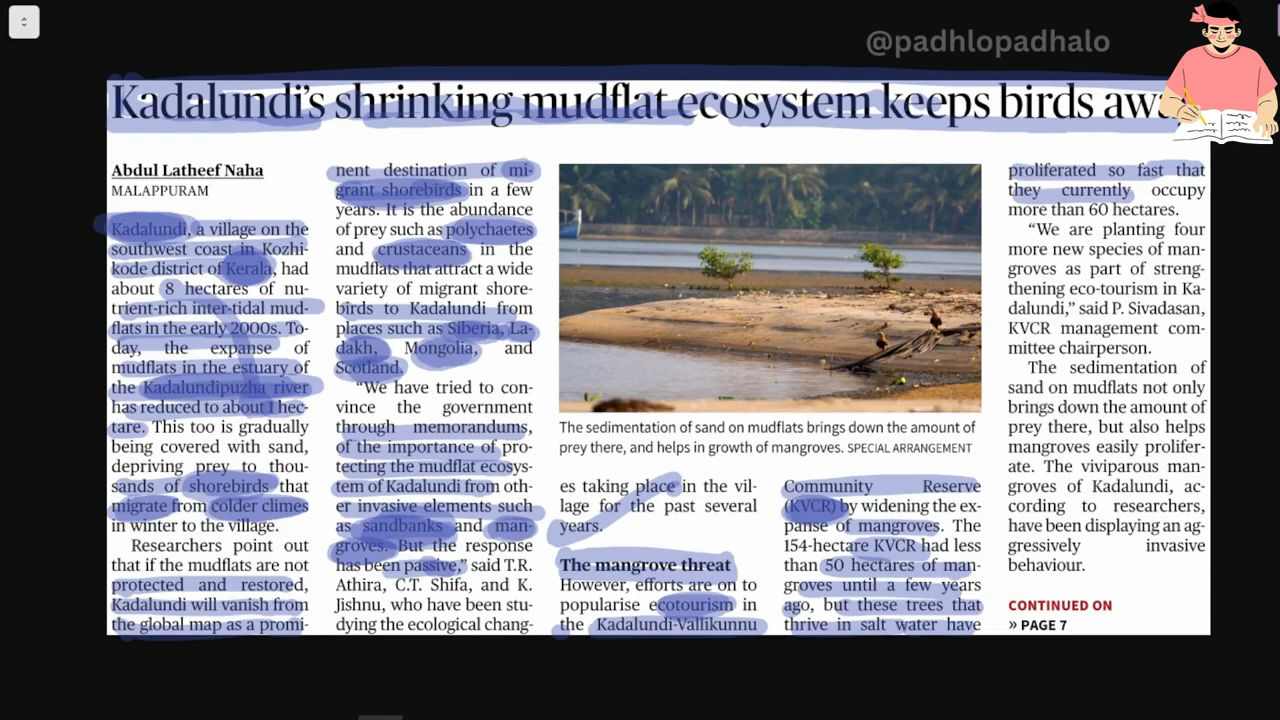 @padhlopadhalo
Kadalundi's shrinking mudflat ecosystem keeps birds
Abdul Latheef Naha
MALAPPURAM
Kadalundi, a village on the
southwest coast in Kozhi-
kode district of Kerala, had
about 8 hectares of nu-
trient-rich inter-tidal mud-
flats in the early 2000s. To-
day, the expanse of
mudflats in the estuary of
the Kadalundipuzha river
has reduced to about 1 hec-
tare. This too is gradually
being covered with sand,
depriving prey to thou-
sands of shorebirds that
migrate from colder climes
in winter to the village.
Researchers point out
that if the mudflats are not
protected and restored,
Kadalundi will vanish from
the global map as a promi-
nent destination of mi-
grant shorebirds in a few
years. It is the abundance
of prey such as polychaetes
and crustaceans in the
mudflats that attract a wide
variety of migrant shore-
birds to Kadalundi from
places such as Siberia, La-
dakh, Mongolia, and
Scotland.
"We have tried to con-
vince the government
through memorandums,
of the importance of pro-
tecting the mudflat ecosys-
tem of Kadalundi from oth-
er invasive elements such
as sandbanks and man-
groves. But the response
has been passive," said T.R.
Athira, C.T. Shifa, and K.
Jishnu, who have been stu-
dying the ecological chang-
The sedimentation of sand on mudflats brings down the amount of
prey there, and helps in growth of mangroves. SPECIAL ARRANGEMENT
es taking place in the vil-
lage for the past several
years.
The mangrove threat
However, efforts are on to
popularise ecotourism in
the Kadalundi-Vallikunnu
Community Reserve
(KVCR) by widening the ex-
panse of mangroves. The
154-hectare KVCR had less
than 50 hectares of man-
groves until a few years
ago, but these trees that
thrive in salt water have
proliferated so fast that
they currently occupy
more than 60 hectares.
"We are planting four
more new species of man-
groves as part of streng-
thening eco-tourism in Ka-
dalundi," said P. Sivadasan,
KVCR management com-
mittee chairperson.
The sedimentation of
sand on mudflats not only
brings down the amount of
prey there, but also helps
mangroves easily prolifer-
ate. The viviparous man-
groves of Kadalundi, ac-
cording to researchers,
have been displaying an ag-
gressively invasive
behaviour.
CONTINUED ON
» PAGE 7